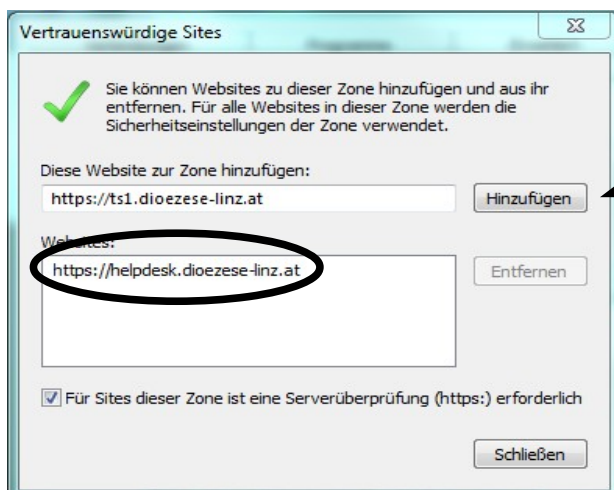 Vertrauenswürdige Sites
Sie können Websites zu dieser Zone hinzufügen und aus ihr
entfernen. Für alle Websites in dieser Zone werden die
Sicherheitseinstellungen der Zone verwendet.
Diese Website zur Zone hinzufügen:
https://ts1.dioezese-linz.at
Hinzufügen
Websites:
https://helpdesk.dioezese-linz.at
Entfernen
Für Sites dieser Zone ist eine Serverüberprüfung (https:) erforderlich
Schließen